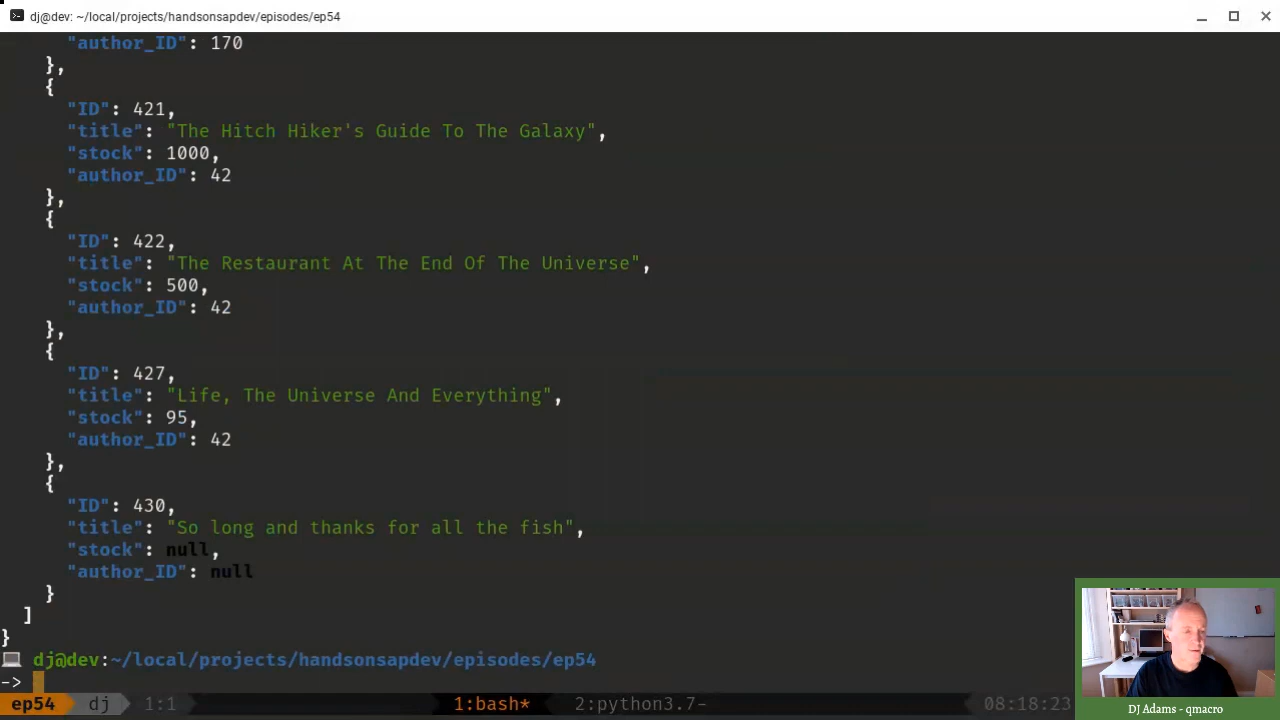 dj@dev: ~/local/projects/handsonsapdev/episodes/ep54
"author_ID": 170
},
{
"ID": 421,
"title": "The Hitch Hiker's Guide To The Galaxy",
"stock": 1000,
"author_ID": 42
},
{
"ID": 422,
"title": "The Restaurant At The End Of The Universe",
"stock": 500,
"author_ID": 42
},
{
"ID": 427,
"title": "Life, The Universe And Everything",
"stock": 95,
"author_ID": 42
},
{
"ID": 430,
"title": "So long and thanks for all the fish",
"stock": null,
"author_ID": null
}
]
}
dj@dev:~/local/projects/handsonsapdev/episodes/ep54
->
ep54 dj 1:1 1:bash* 2:python3.7- 08:18:23
DJ Adams - qmacro